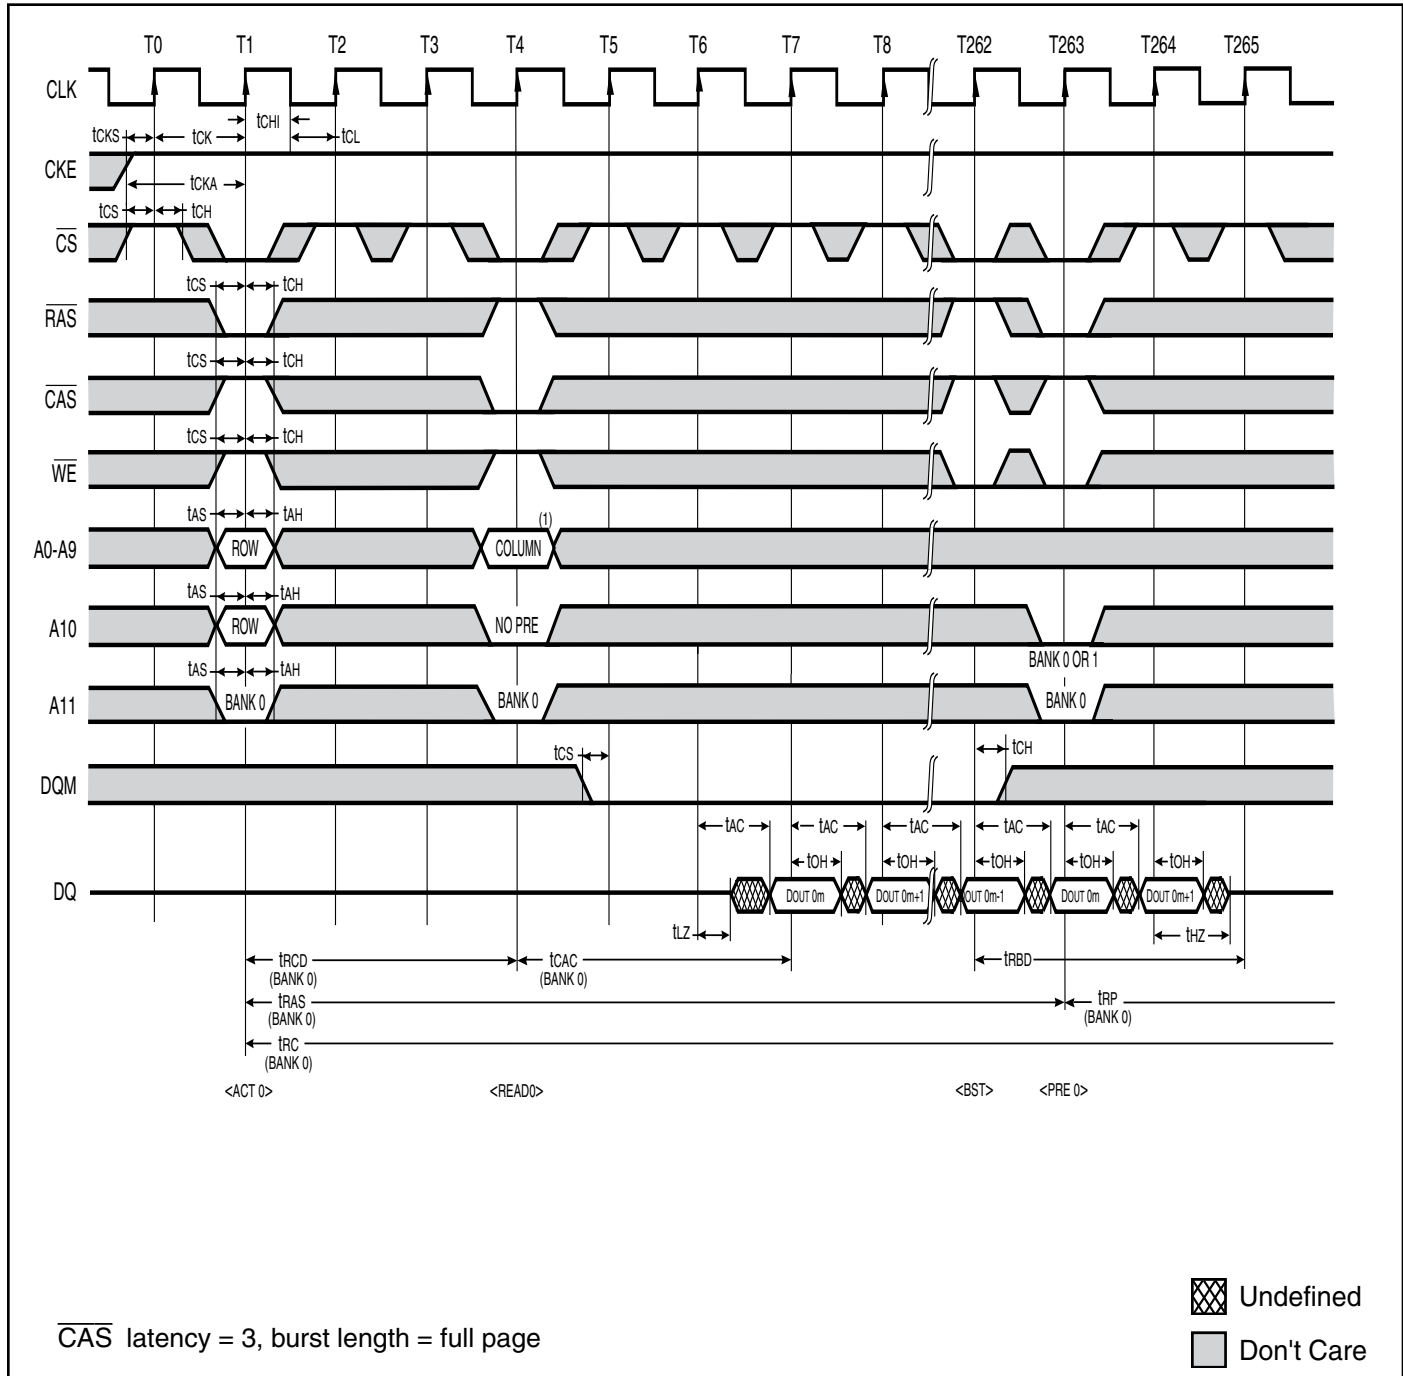 T0 T1 T2 T3 T4 T5 T6 T7 T8 T262 T263 T264 T265
CLK
tCHI
tCKS tCK tCL
CKE
tCKA
tCS tCH
CS
tCS tCH
RAS
tCS tCH
CAS
tCS tCH
WE
tAS tAH (1)
A0-A9 ROW COLUMN
tAS tAH
A10 ROW NO PRE
BANK 0 OR 1
tAS tAH
A11 BANK 0 BANK 0 BANK 0
tCS tCH
DQM
tAC tAC tAC tAC tAC
tOH tOH tOH tOH tOH
DQ DOUT 0m DOUT 0m+1 OUT 0m-1 DOUT 0m DOUT 0m+1
tLZ tHZ
tRCD tCAC tRBD
(BANK 0) (BANK 0)
tRAS tRP
(BANK 0) (BANK 0)
tRC
(BANK 0)
<ACT 0> <READ0> <BST> <PRE 0>
Undefined
CAS latency = 3, burst length = full page
Don't Care